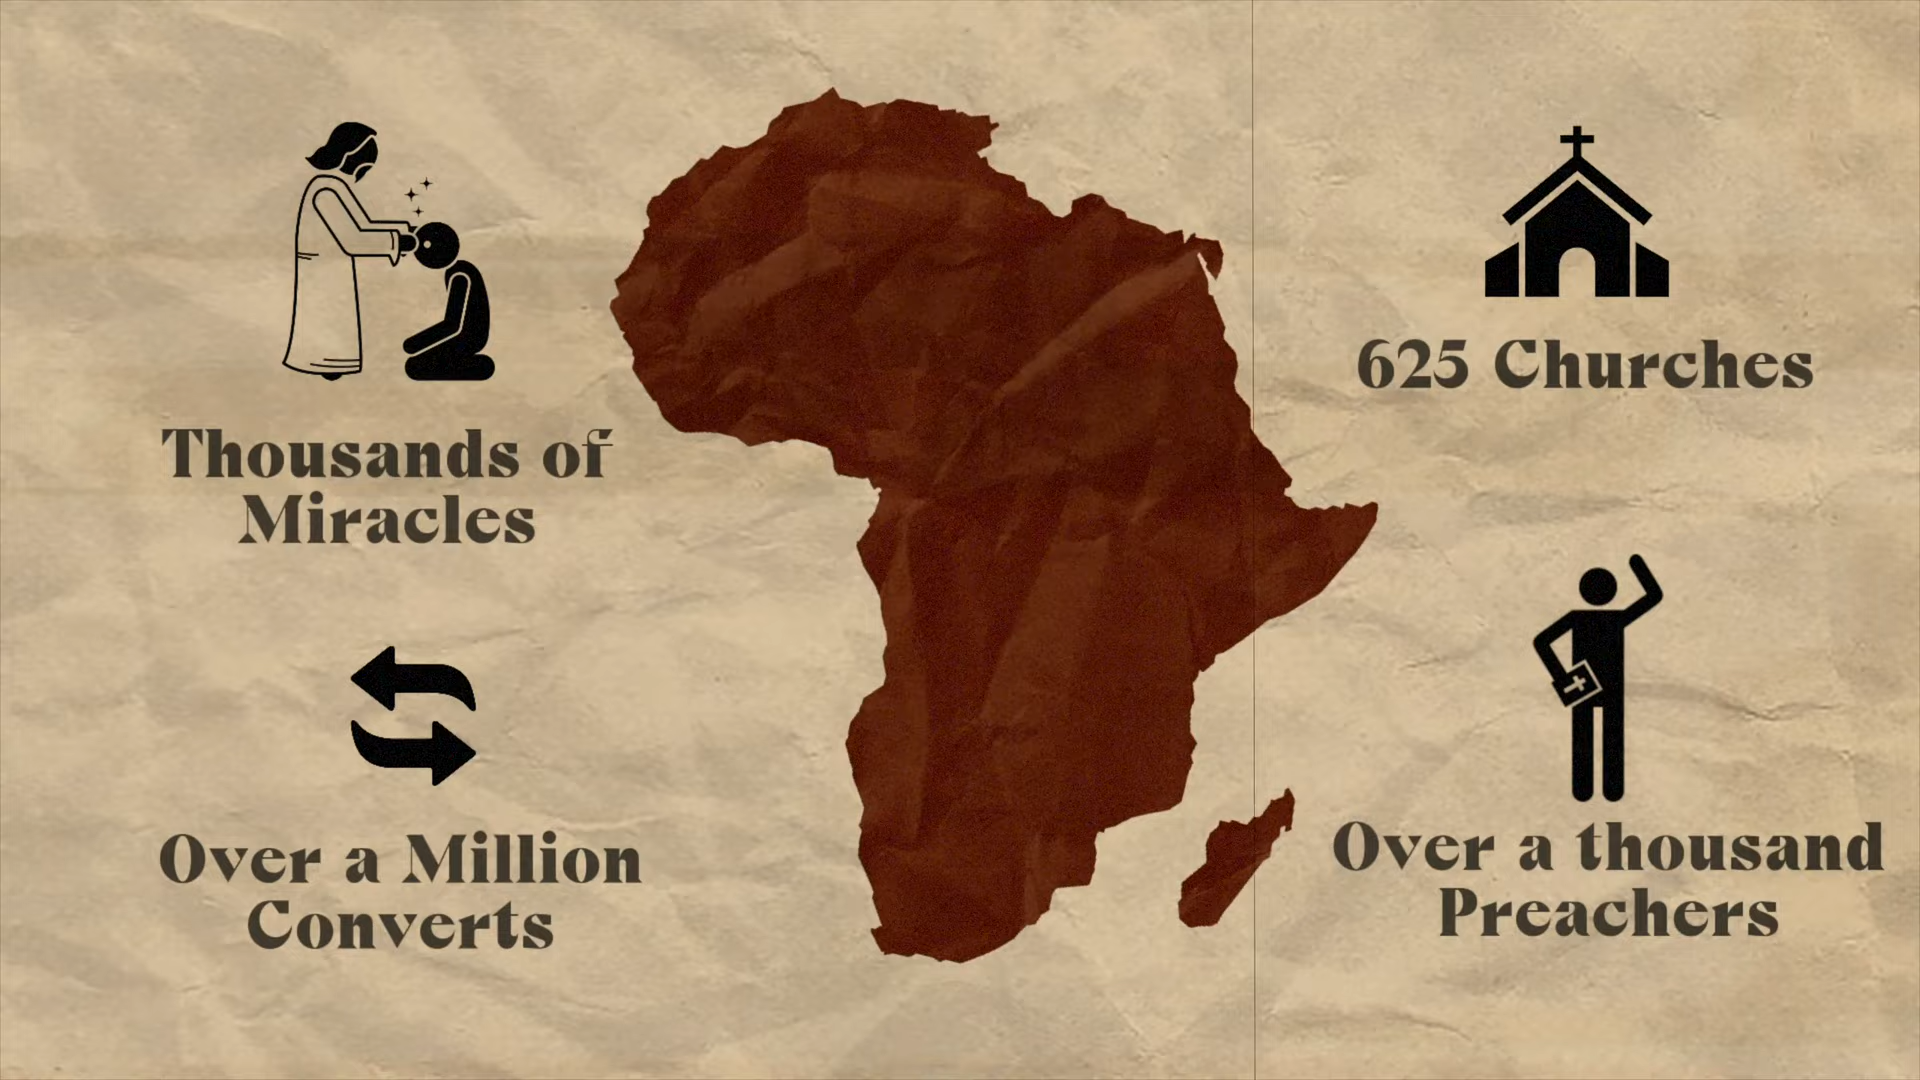 Thousands of
Miracles
625 Churches
Over a Million
Converts
Over a thousand
Preachers